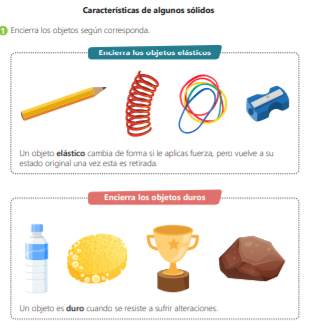 Características de algunos sólidos
1 Encierra los objetos según corresponda.
Encierra los objetos elásticos
Un objeto elástico cambia de forma si le aplicas fuerza, pero vuelve a su
estado original una vez esta es retirada.
Encierra los objetos duros
Un objeto es duro cuando se resiste a sufrir alteraciones.